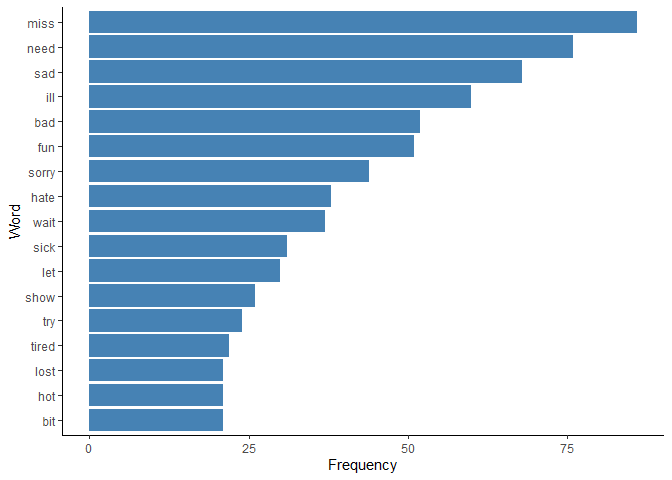 miss
need
sad
ill
bad
fun
sorry
hate
wait
sick
let
show
try
tired
lost
hot
bit
Word
0 25 50 75
Frequency